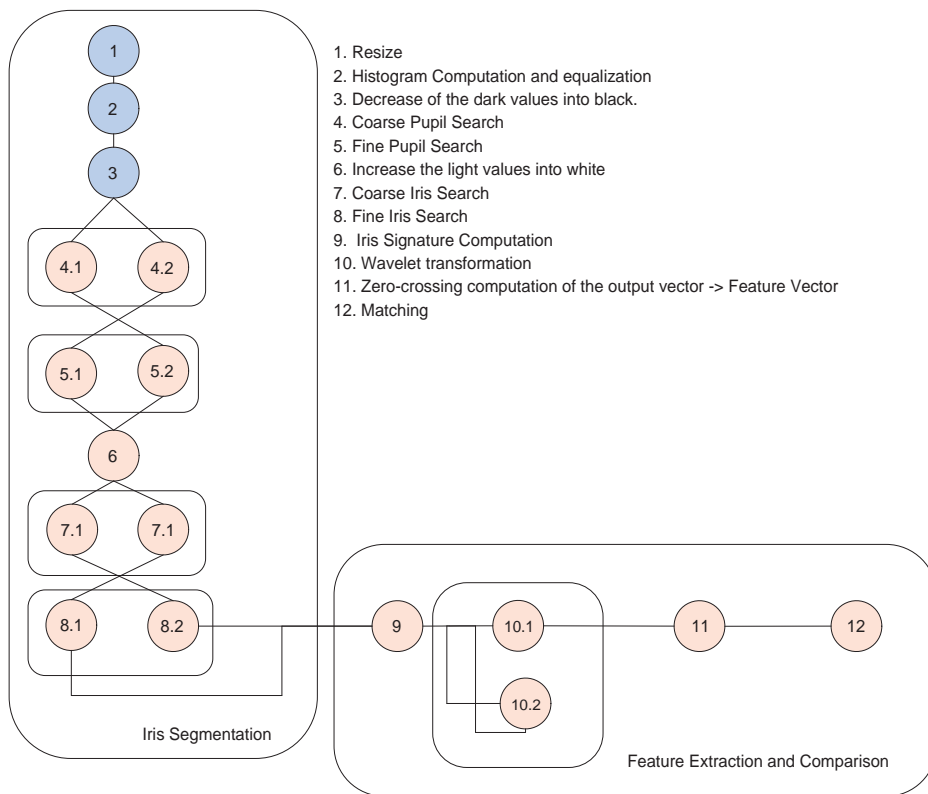 1
2
3
4.1
4.2
5.1
5.2
6
7.1
7.1
8.1
8.2
Iris Segmentation
1. Resize
2. Histogram Computation and equalization
3. Decrease of the dark values into black.
4. Coarse Pupil Search
5. Fine Pupil Search
6. Increase the light values into white
7. Coarse Iris Search
8. Fine Iris Search
9. Iris Signature Computation
10. Wavelet transformation
11. Zero-crossing computation of the output vector -> Feature Vector
12. Matching
9
10.1
10.2
11
12
Feature Extraction and Comparison